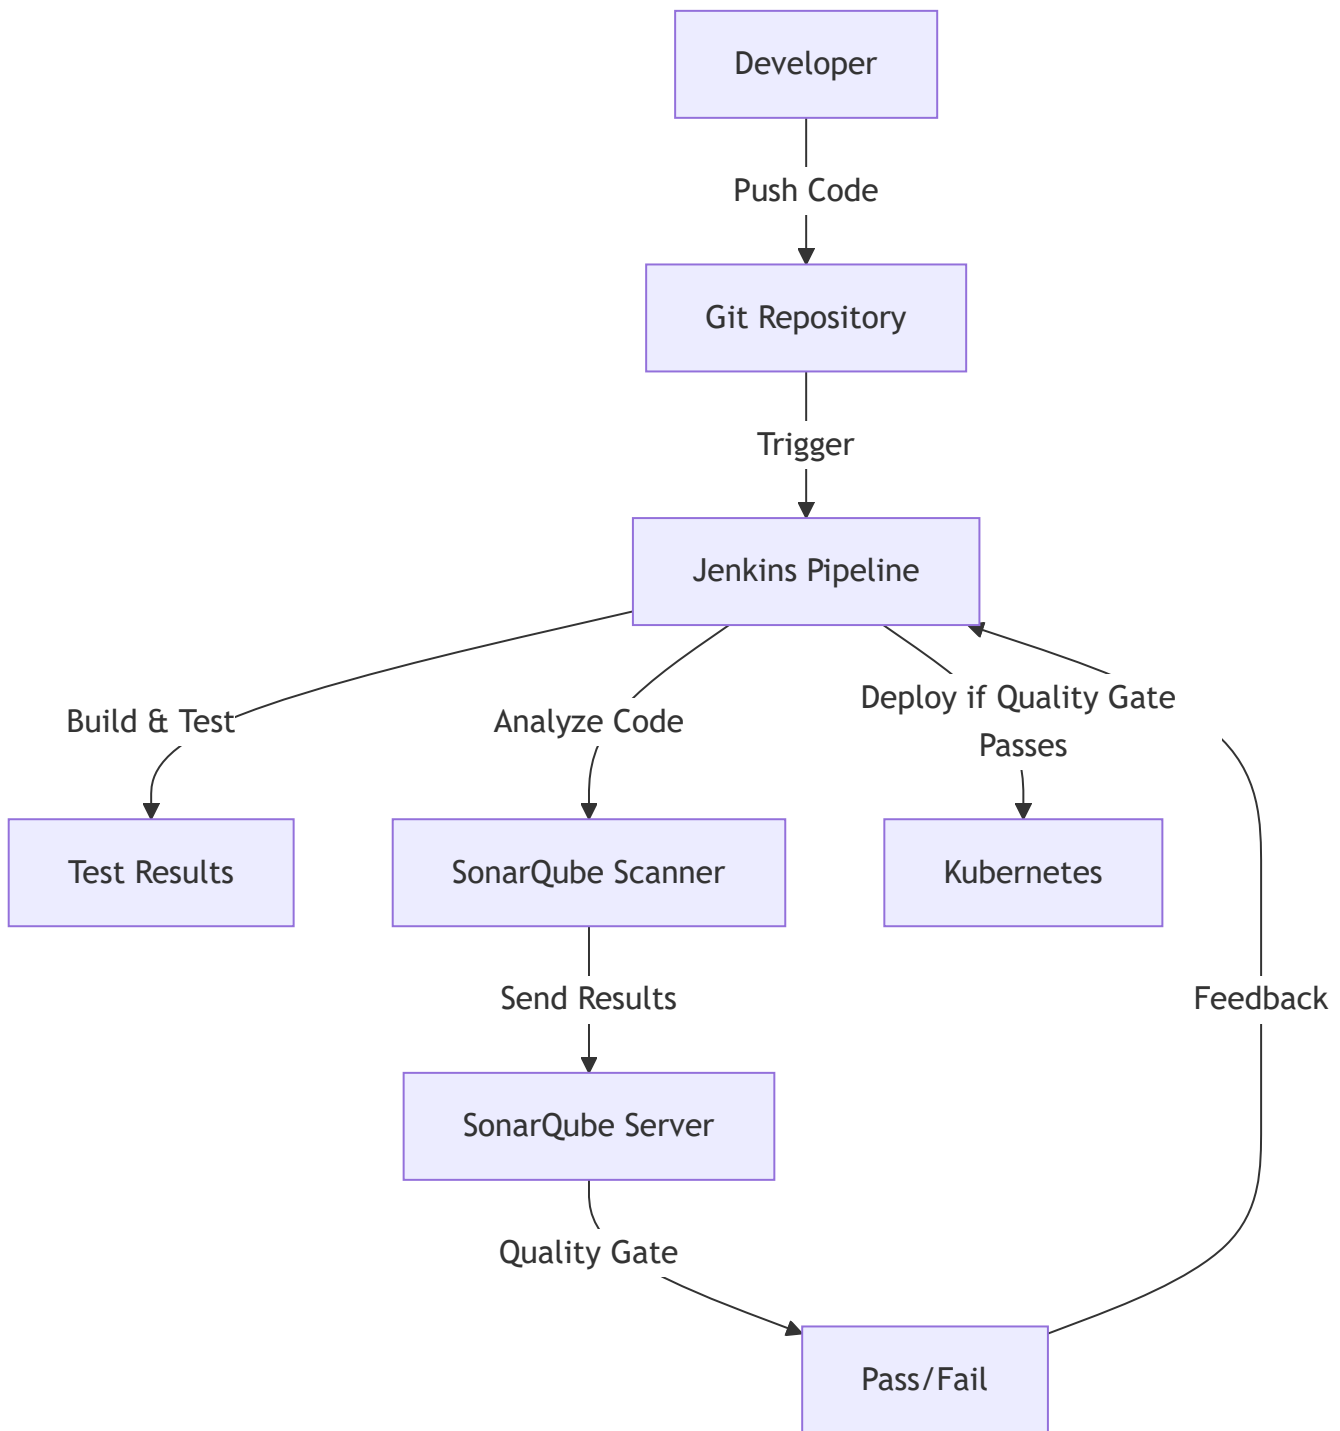 Developer
Push Code
Git Repository
Trigger
Jenkins Pipeline
Deploy if Quality Gate
Passes
Build & Test
Analyze Code
Test Results
SonarQube Scanner
Kubernetes
Send Results
Feedback
SonarQube Server
Quality Gate
Pass/Fail